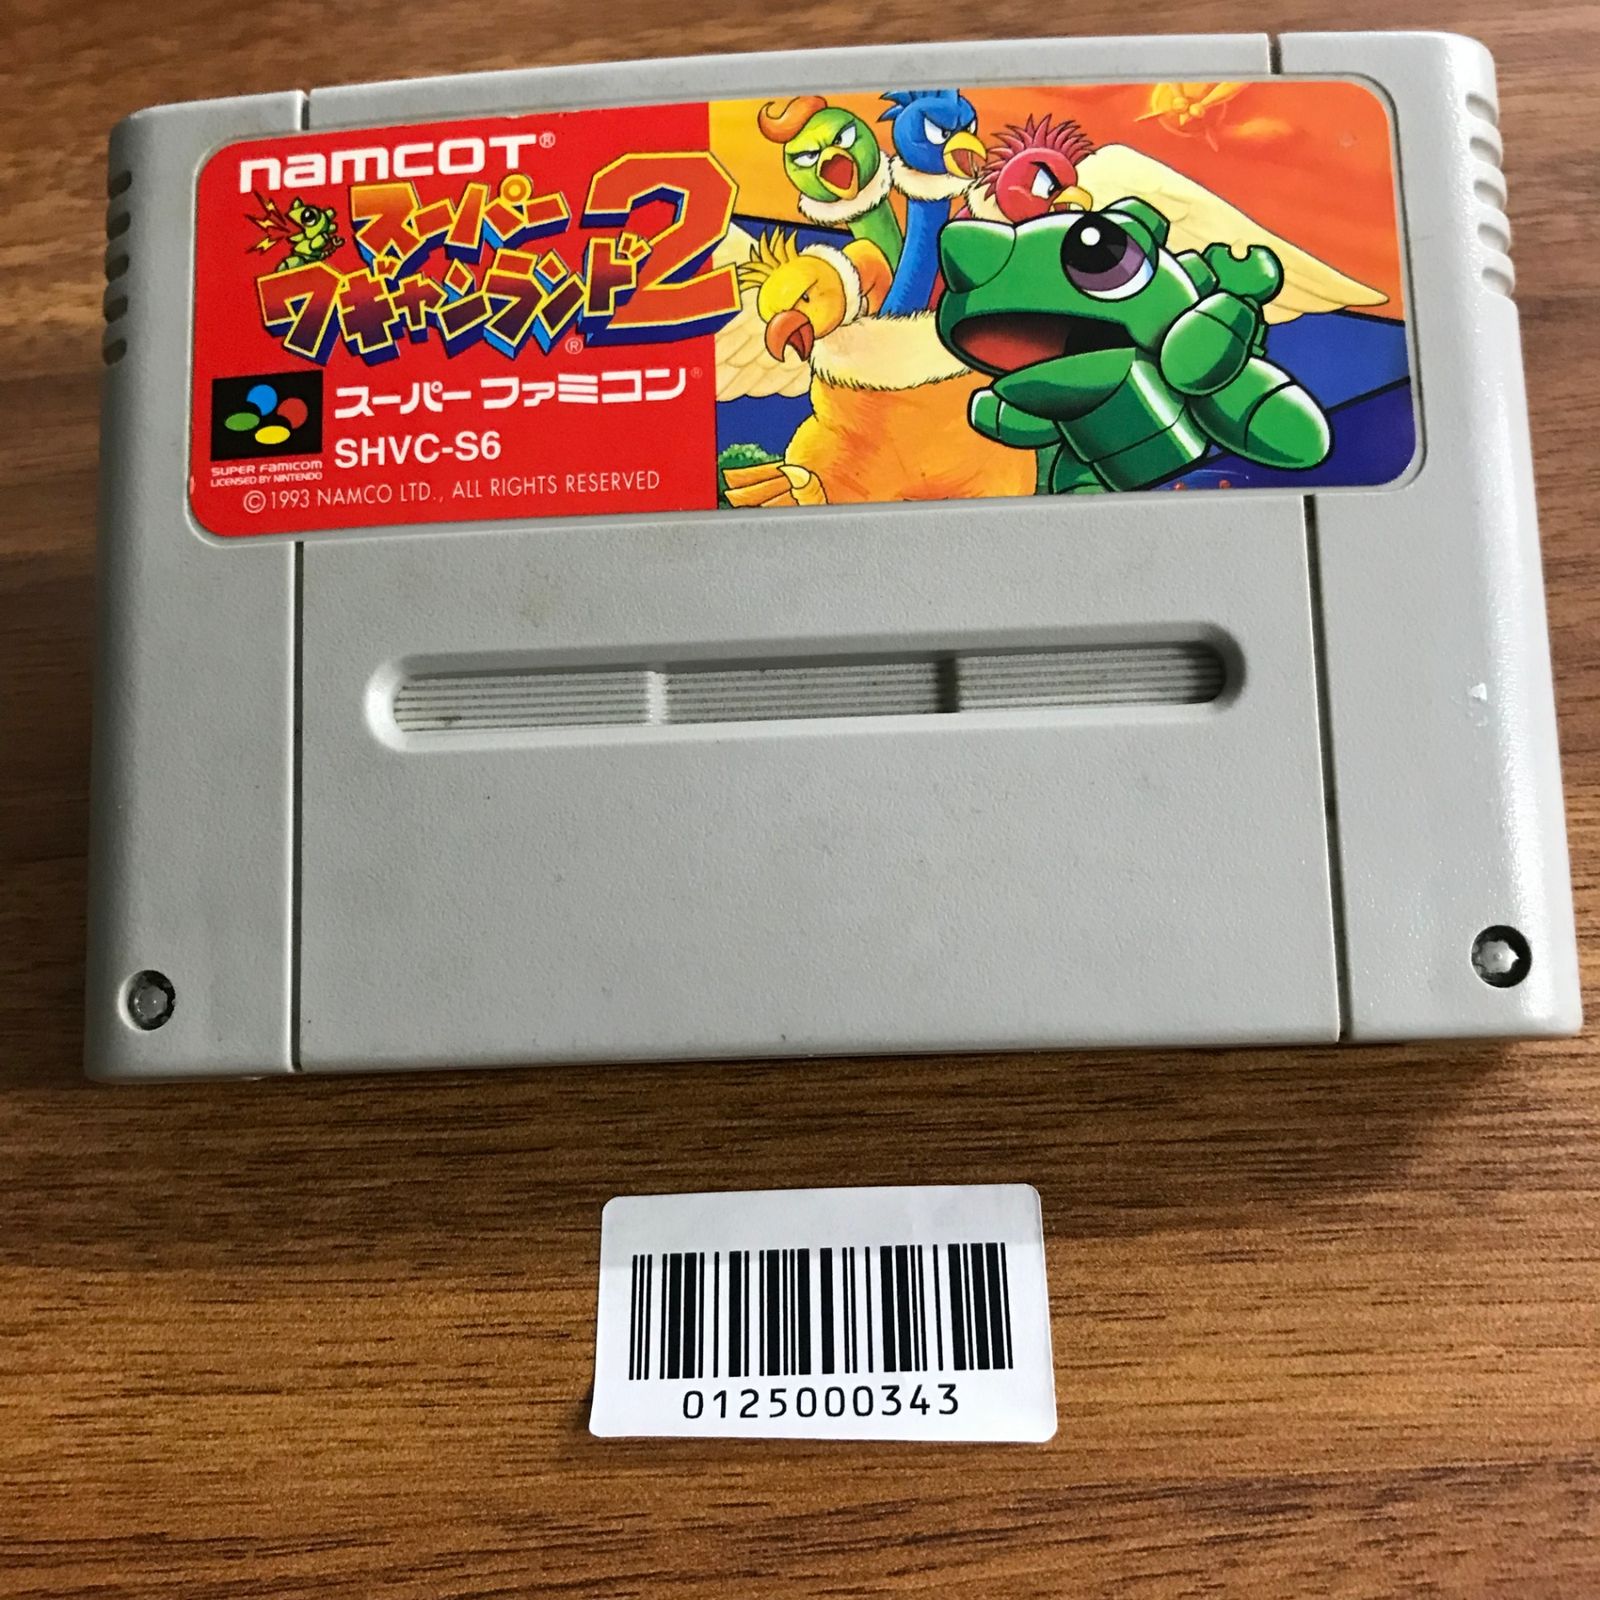 namcoT®
スーパー
ワギャンランド2®
スーパーファミコン®
SHVC-S6
SUPER FAMICOM
LICENSED BY NINTENDO
©1993 NAMCO LTD., ALL RIGHTS RESERVED
0125000343